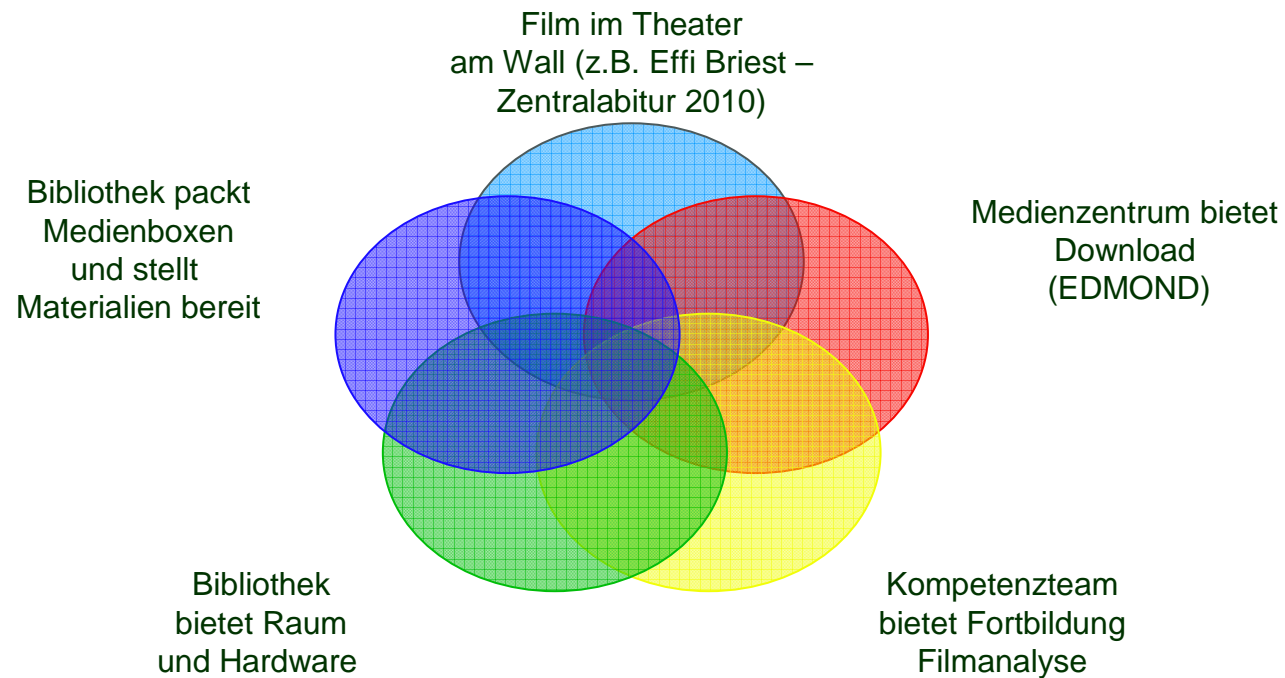 Film im Theater
am Wall (z.B. Effi Briest –
Zentralabitur 2010)
Bibliothek packt
Medienboxen
und stellt
Materialien bereit
Medienzentrum bietet
Download
(EDMOND)
Bibliothek
bietet Raum
und Hardware
Kompetenzteam
bietet Fortbildung
Filmanalyse